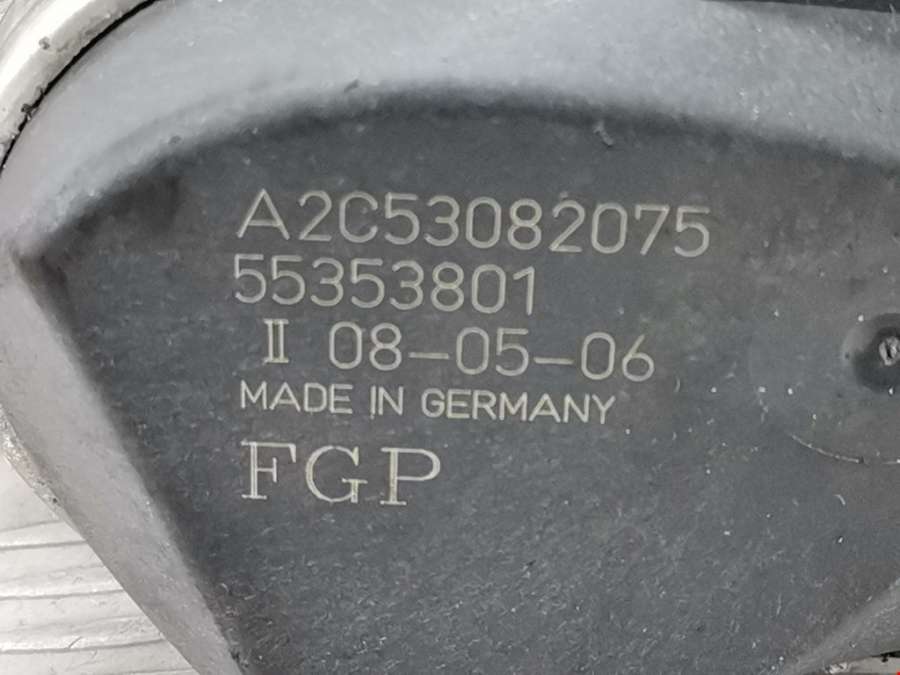 A2C53082075
55353801
II 08-05-06
MADE IN GERMANY
FGP